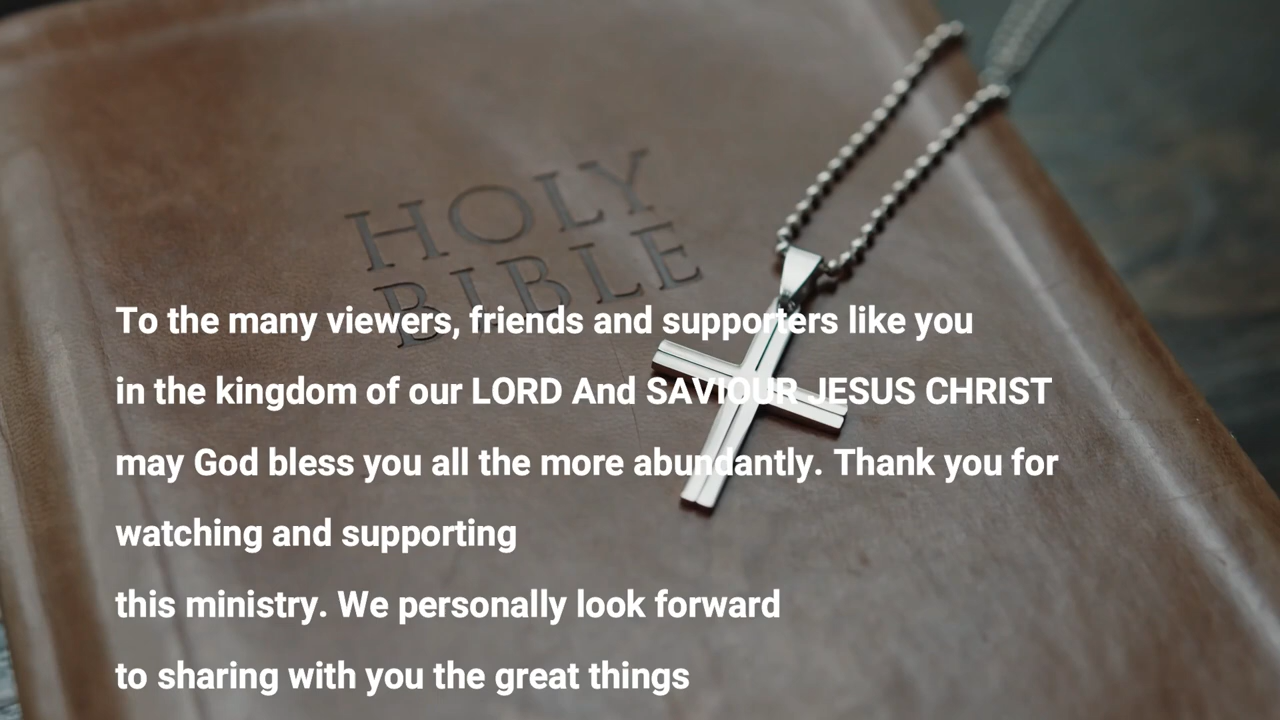 HOLY
BIBLE
To the many viewers, friends and supporters like you
in the kingdom of our LORD And SAVIOUR JESUS CHRIST
may God bless you all the more abundantly. Thank you for
watching and supporting
this ministry. We personally look forward
to sharing with you the great things